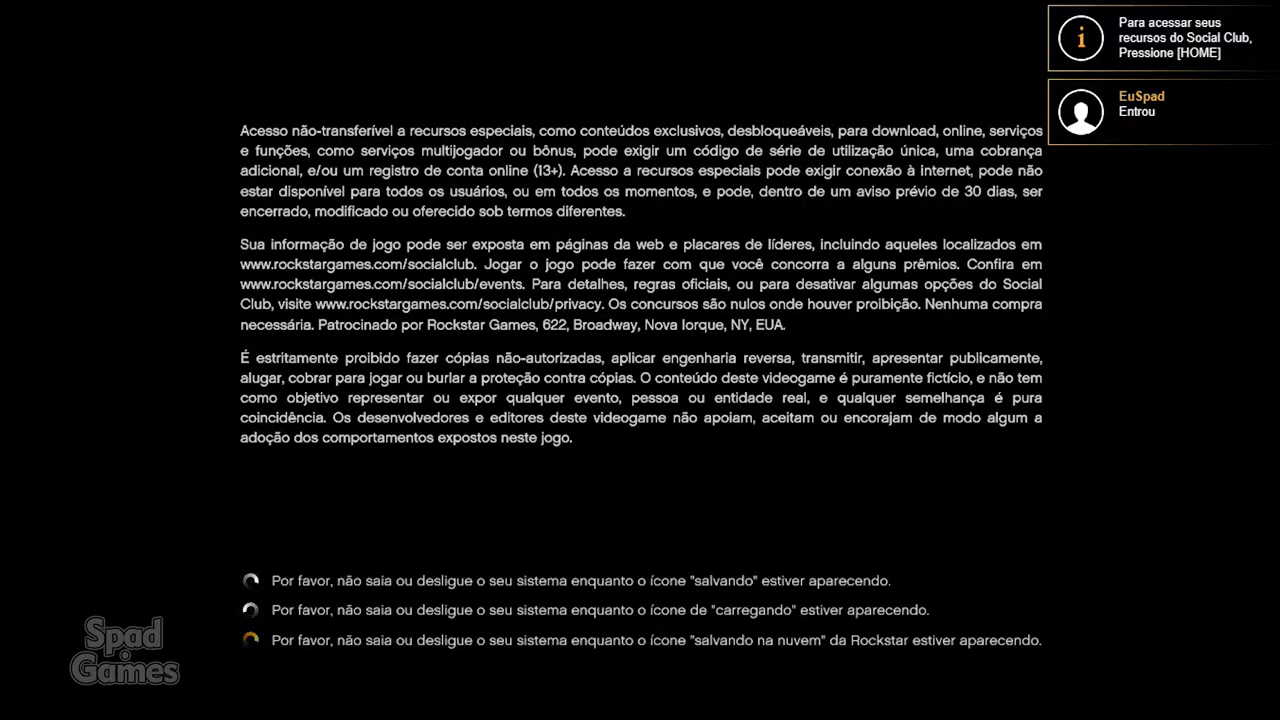 Para acessar seus
recursos do Social Club,
Pressione [HOME]
EuSpad
Entrou
Acesso não-transferível a recursos especiais, como conteúdos exclusivos, desbloqueáveis, para download, online, serviços
e funções, como serviços multijogador ou bônus, pode exigir um código de série de utilização única, uma cobrança
adicional, e/ou um registro de conta online (13+). Acesso a recursos especiais pode exigir conexão à internet, pode não
estar disponível para todos os usuários, ou em todos os momentos, e pode, dentro de um aviso prévio de 30 dias, ser
encerrado, modificado ou oferecido sob termos diferentes.
Sua informação de jogo pode ser exposta em páginas da web e placares de líderes, incluindo aqueles localizados em
www.rockstargames.com/socialclub. Jogar o jogo pode fazer com que você concorra a alguns prêmios. Confira em
www.rockstargames.com/socialclub/events. Para detalhes, regras oficiais, ou para desativar algumas opções do Social
Club, visite www.rockstargames.com/socialclub/privacy. Os concursos são nulos onde houver proibição. Nenhuma compra
necessária. Patrocinado por Rockstar Games, 622, Broadway, Nova Iorque, NY, EUA.
É estritamente proibido fazer cópias não-autorizadas, aplicar engenharia reversa, transmitir, apresentar publicamente,
alugar, cobrar para jogar ou burlar a proteção contra cópias. O conteúdo deste videogame é puramente fictício, e não tem
como objetivo representar ou expor qualquer evento, pessoa ou entidade real, e qualquer semelhança é pura
coincidência. Os desenvolvedores e editores deste videogame não apoiam, aceitam ou encorajam de modo algum a
adoção dos comportamentos expostos neste jogo.
Por favor, não saia ou desligue o seu sistema enquanto o ícone "salvando" estiver aparecendo.
Por favor, não saia ou desligue o seu sistema enquanto o ícone de "carregando" estiver aparecendo.
Por favor, não saia ou desligue o seu sistema enquanto o ícone "salvando na nuvem" da Rockstar estiver aparecendo.
Spad
Games